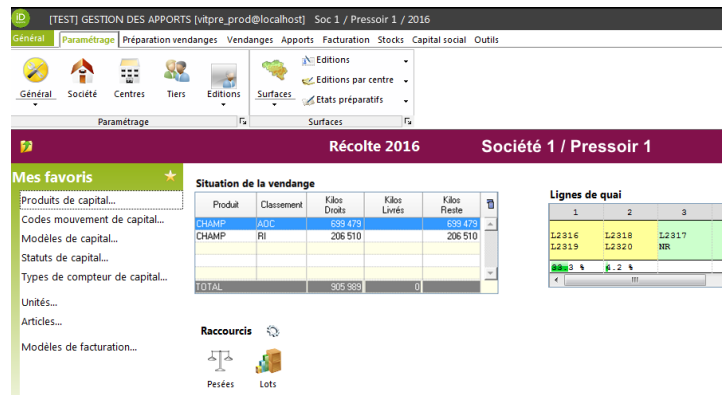 iD [TEST] GESTION DES APPORTS [vitpre_prod@localhost] Soc 1 / Pressoir 1 / 2016
Général Paramétrage Préparation vendanges Vendanges Apports Facturation Stocks Capital social Outils
Général Société Centres Tiers Editions Surfaces
Editions
Editions par centre
Etats préparatifs
Paramétrage Surfaces
Récolte 2016 Société 1 / Pressoir 1
Mes favoris
Produits de capital...
Codes mouvement de capital...
Modèles de capital...
Statuts de capital...
Types de compteur de capital...
Unités...
Articles...
Modèles de facturation...
Situation de la vendange
Produit Classement Kilos Droits Kilos Livrés Kilos Reste
CHAMP AOC 699 479 699 479
CHAMP RI 206 510 206 510
TOTAL 905 989 0
Raccourcis
Pesées Lots
Lignes de quai
1 2 3
L2316 L2318 L2317
L2319 L2320 NR
33.3 % 4.2 %